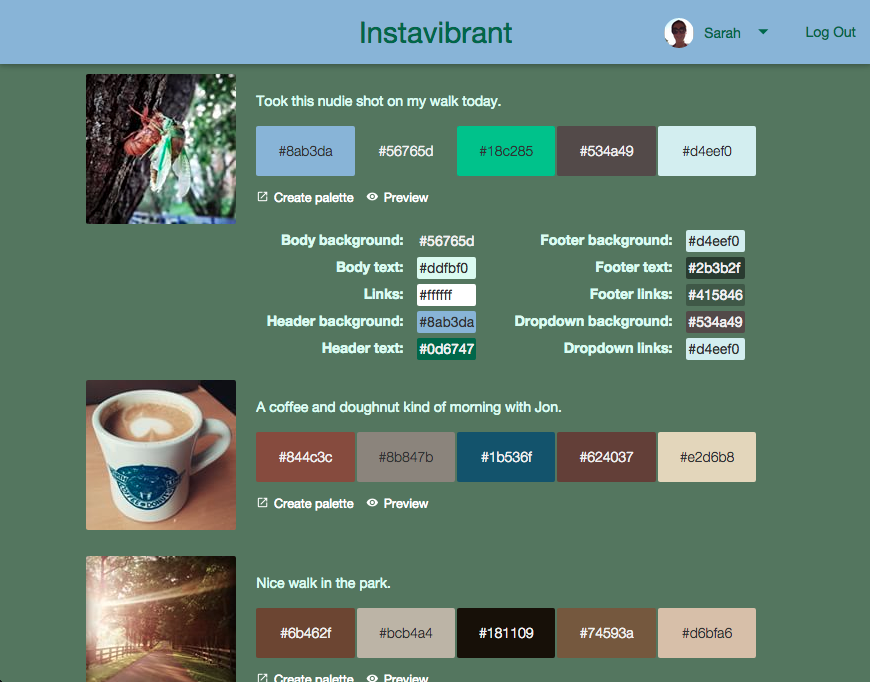 Instavibrant
Sarah
Log Out
Took this nudie shot on my walk today.
#8ab3da #56765d #18c285 #534a49 #d4eef0
Create palette Preview
Body background: #56765d Footer background: #d4eef0
Body text: #ddfbf0 Footer text: #2b3b2f
Links: #ffffff Footer links: #415846
Header background: #8ab3da Dropdown background: #534a49
Header text: #0d6747 Dropdown links: #d4eef0
A coffee and doughnut kind of morning with Jon.
#844c3c #8b847b #1b536f #624037 #e2d6b8
Create palette Preview
Nice walk in the park.
#6b462f #bcb4a4 #181109 #74593a #d6bfa6
Create palette Preview